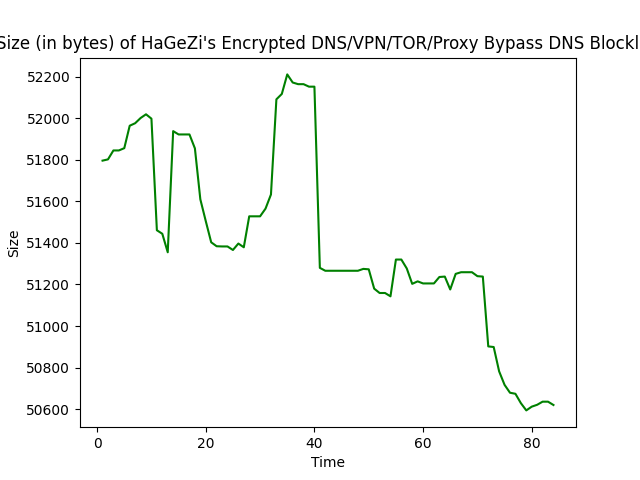 Size (in bytes) of HaGeZi's Encrypted DNS/VPN/TOR/Proxy Bypass DNS Blockl
52200
52000
51800
51600
51400
51200
51000
50800
50600
Size
0 20 40 60 80
Time